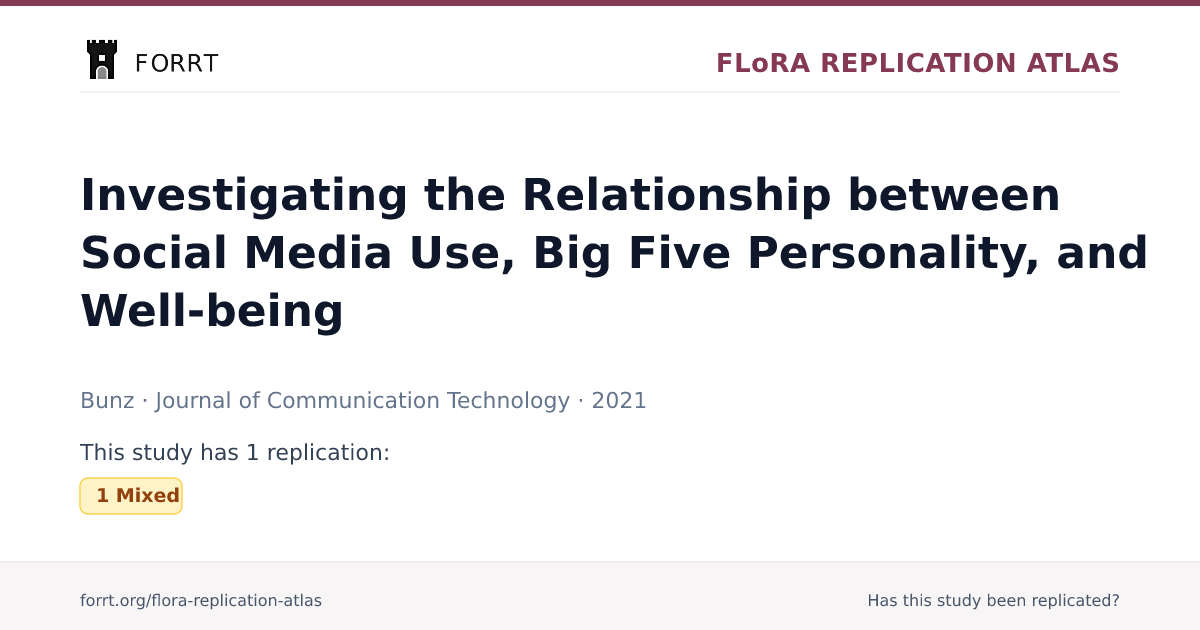 FORRT
FLoRA REPLICATION ATLAS
Investigating the Relationship between
Social Media Use, Big Five Personality, and
Well-being
Bunz · Journal of Communication Technology · 2021
This study has 1 replication:
1 Mixed
forrt.org/flora-replication-atlas
Has this study been replicated?